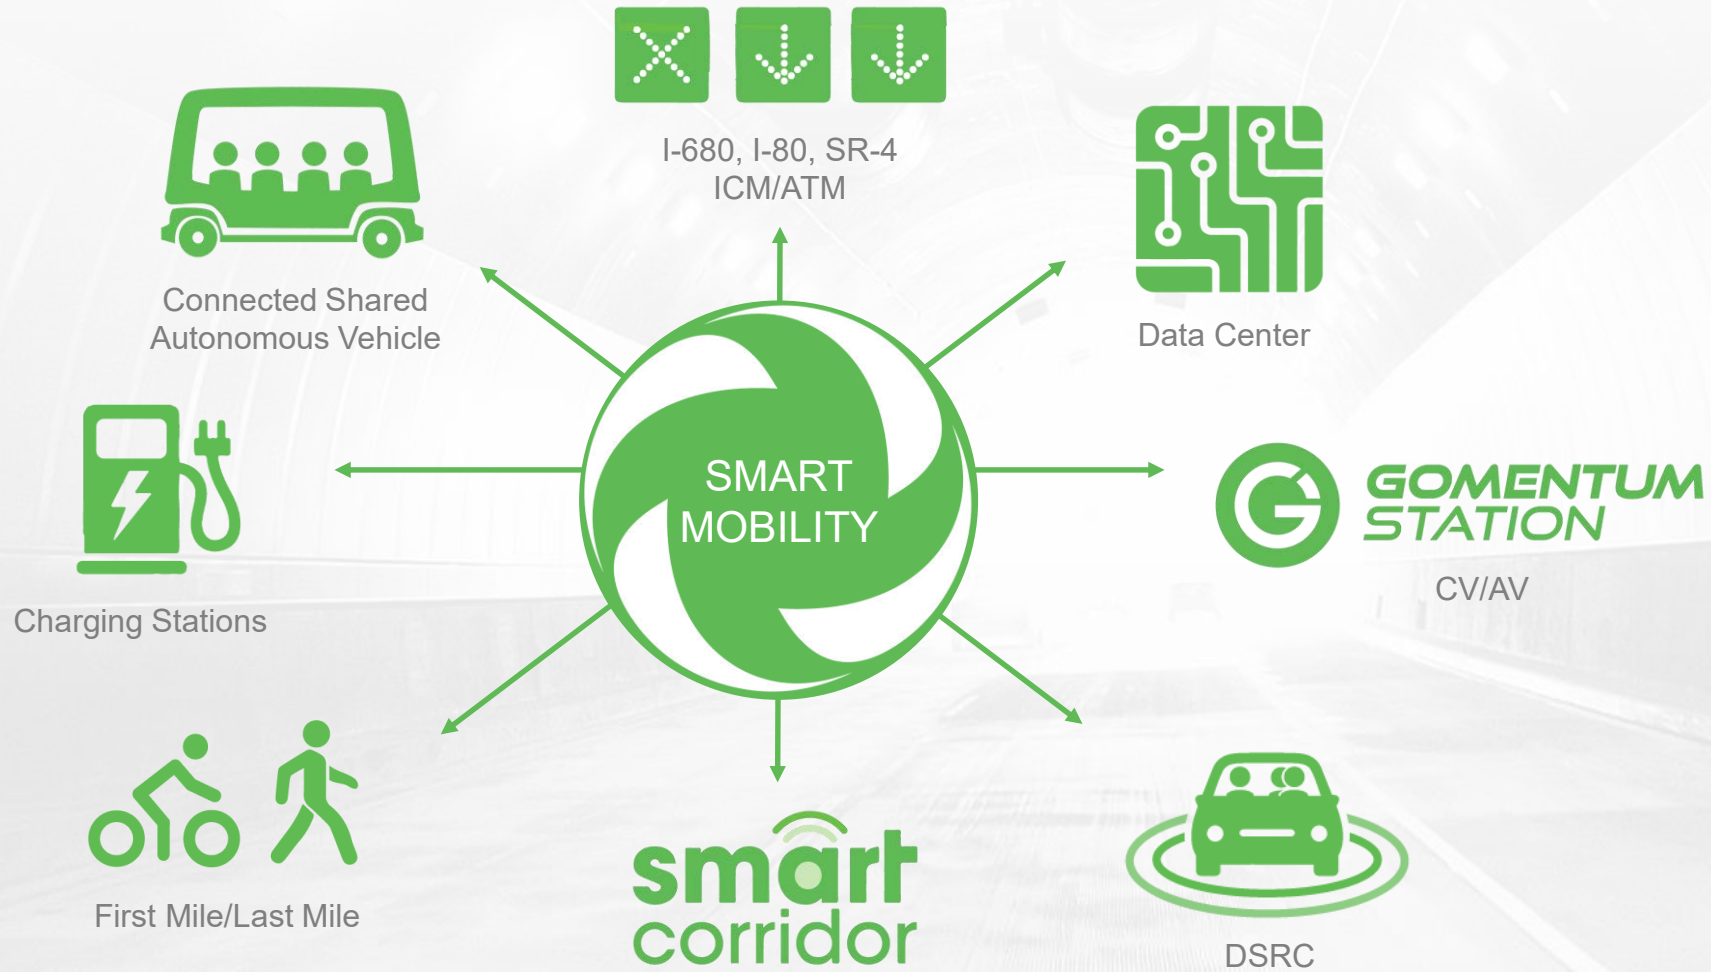 I-680, I-80, SR-4
ICM/ATM
Connected Shared
Autonomous Vehicle
Data Center
SMART
MOBILITY
GOMENTUM
STATION
CV/AV
Charging Stations
First Mile/Last Mile
smart
corridor
DSRC